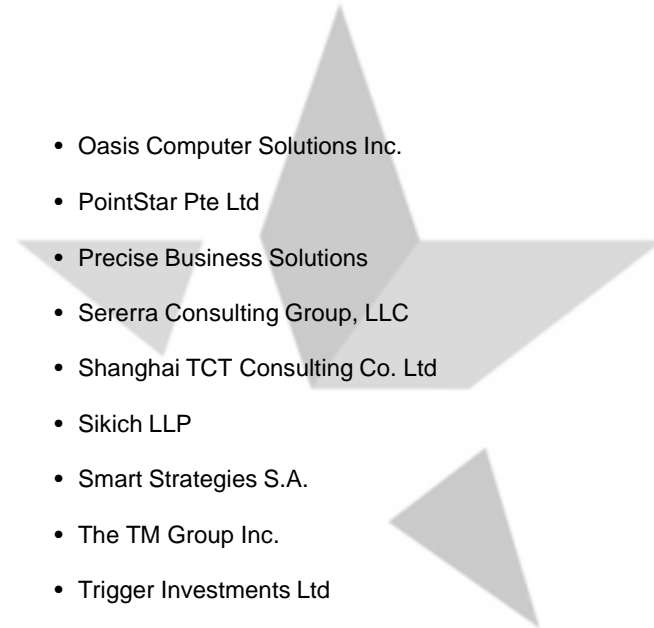 • Oasis Computer Solutions Inc.
• PointStar Pte Ltd
• Precise Business Solutions
• Sererra Consulting Group, LLC
• Shanghai TCT Consulting Co. Ltd
• Sikich LLP
• Smart Strategies S.A.
• The TM Group Inc.
• Trigger Investments Ltd